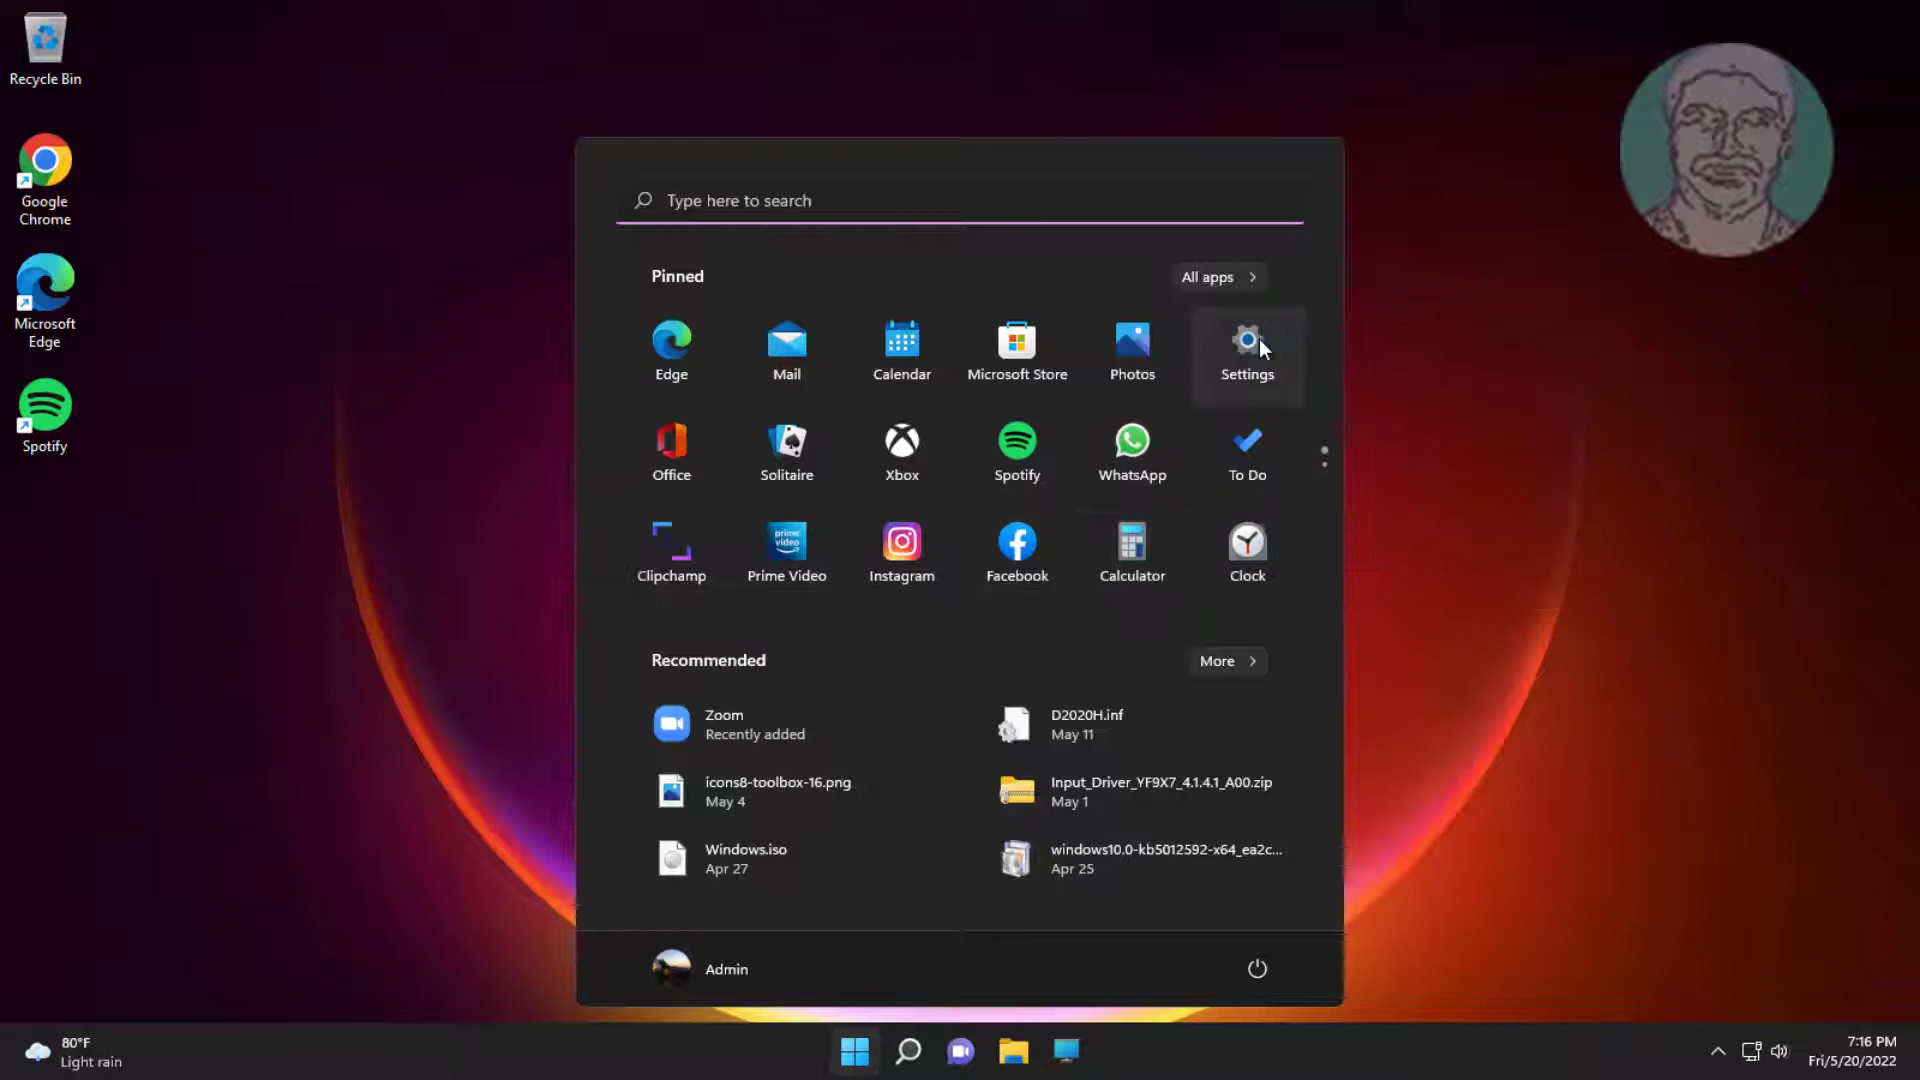 Recycle Bin
Google
Chrome
Microsoft
Edge
Spotify
Type here to search
Pinned
All apps
Edge
Mail
Calendar
Microsoft Store
Photos
Settings
Office
Solitaire
Xbox
Spotify
WhatsApp
To Do
Clipchamp
prime
video
Prime Video
Instagram
Facebook
Calculator
Clock
Recommended
More
Zoom
Recently added
D2020H.inf
May 11
icons8-toolbox-16.png
May 4
Input_Driver_YF9X7_4.1.4.1_A00.zip
May 1
Windows.iso
Apr 27
windows10.0-kb5012592-x64_ea2c...
Apr 25
Admin
80°F
Light rain
7:16 PM
Fri/5/20/2022